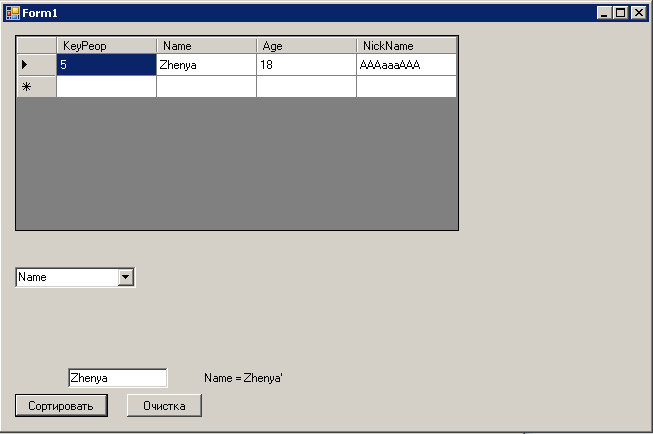 Form1
KeyPeop Name Age NickName
5 Zhenya 18 AAAaaaAAA
Name
Zhenya Name = Zhenya'
Сортировать Очистка